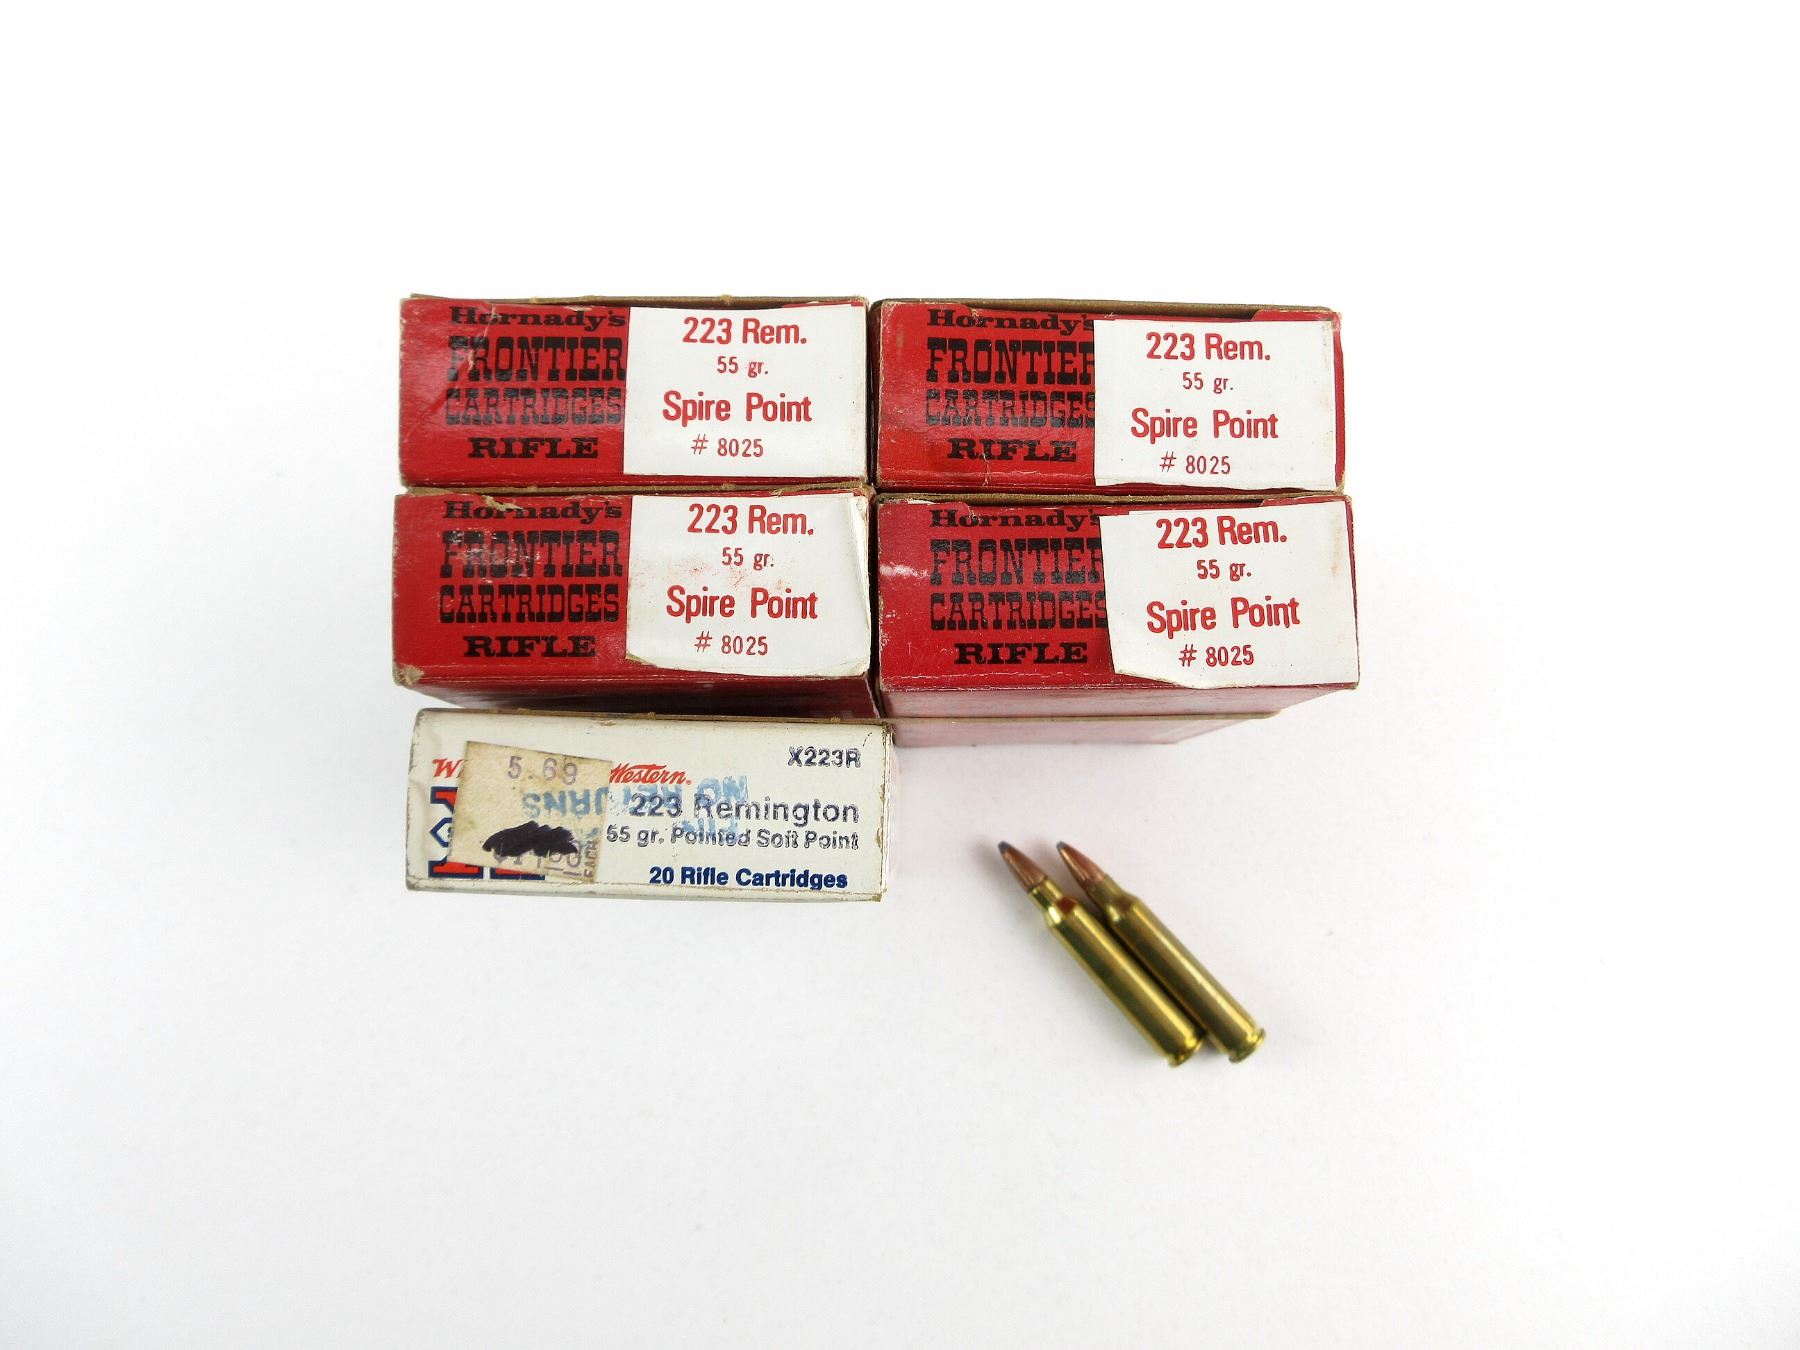 Hornady's
FRONTIER
CARTRIDGES
RIFLE
223 Rem.
55 gr.
Spire Point
# 8025
Hornady's
FRONTIER
CARTRIDGES
RIFLE
223 Rem.
55 gr.
Spire Point
# 8025
Hornady's
FRONTIER
CARTRIDGES
RIFLE
223 Rem.
55 gr.
Spire Point
# 8025
Hornady's
FRONTIER
CARTRIDGES
RIFLE
223 Rem.
55 gr.
Spire Point
# 8025
X223R
5.69
Western
NO RETURNS
223 Remington
55 gr. Pointed Soft Point
EACH
20 Rifle Cartridges